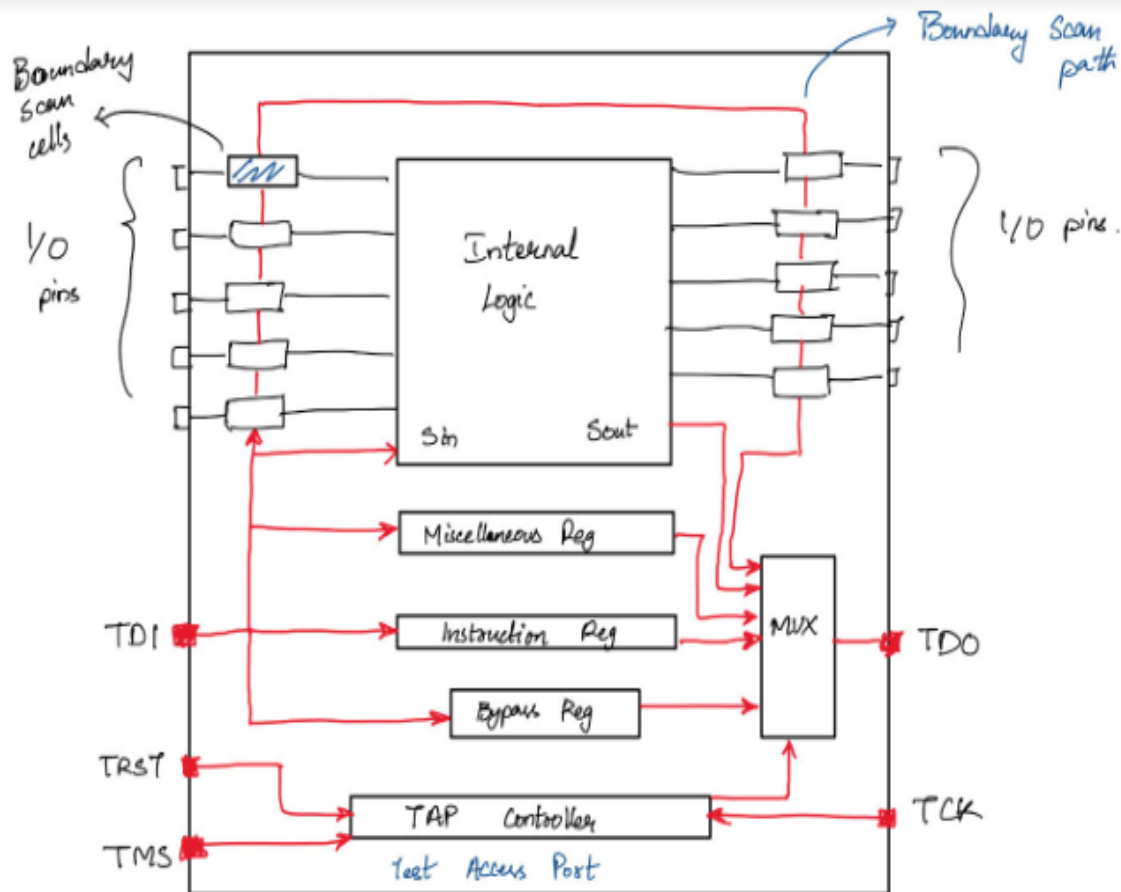 Boundary scan
path
Boundary
scan
cells
I/O
pins
I/O pins.
Internal
Logic
Sin
Sout
Miscellaneous Reg
TDI
Instruction Reg
MUX
TDO
Bypass Reg
TRST
TAP Controller
TCK
TMS
Test Access Port